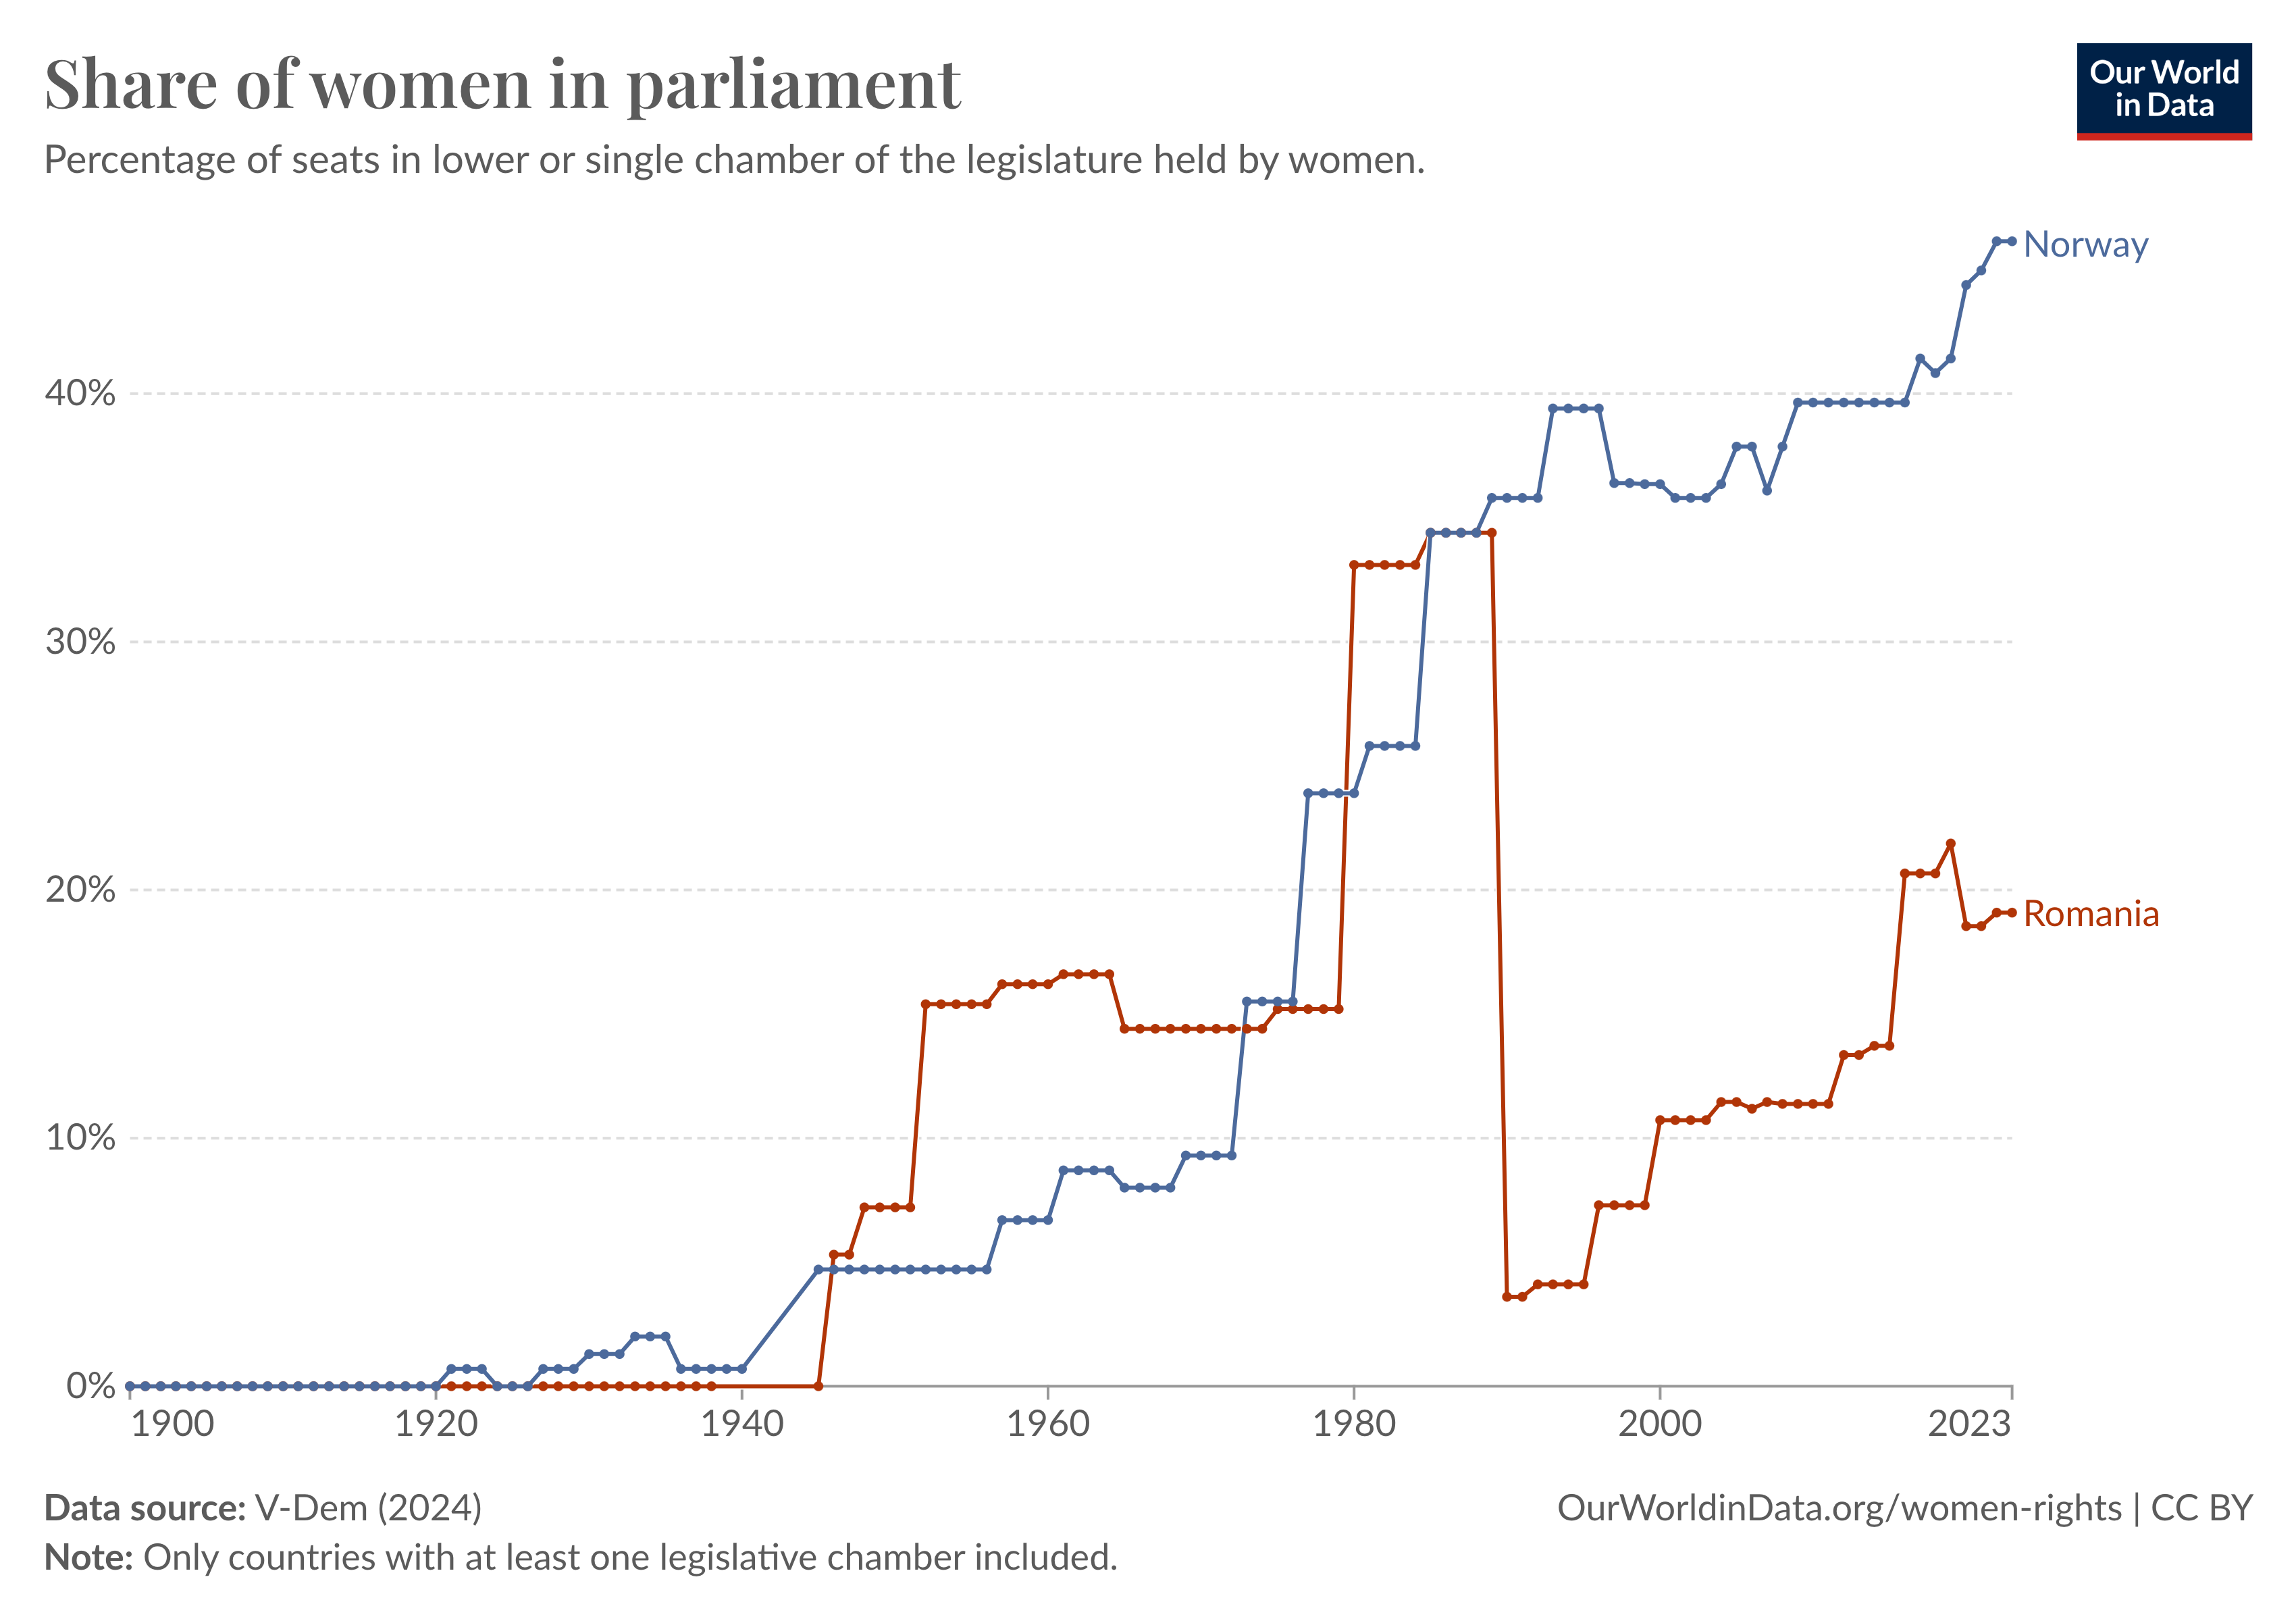 Share of women in parliament
Our World
in Data
Percentage of seats in lower or single chamber of the legislature held by women.
Norway
40%
30%
20%
Romania
10%
0%
1900 1920 1940 1960 1980 2000 2023
Data source: V-Dem (2024)
OurWorldinData.org/women-rights | CC BY
Note: Only countries with at least one legislative chamber included.